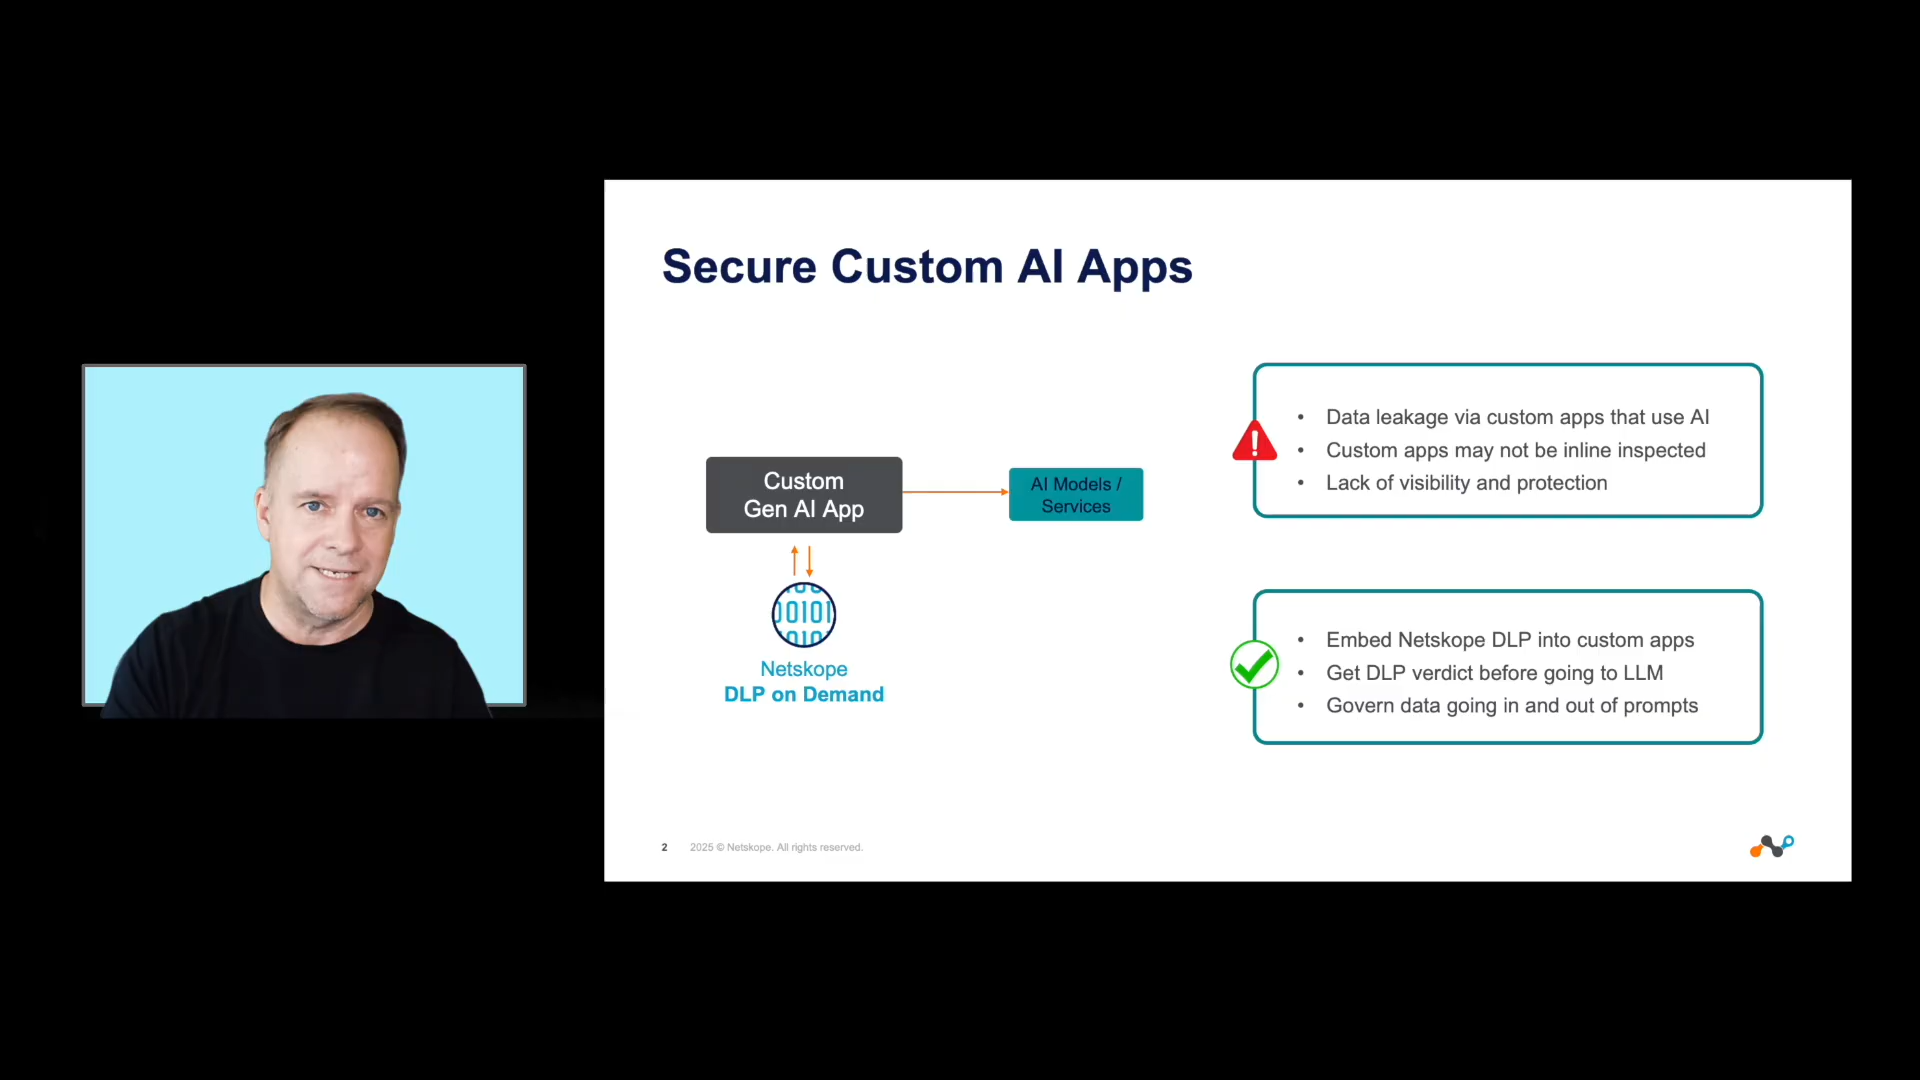 Secure Custom AI Apps
Custom
Gen AI App
AI Models /
Services
Netskope
DLP on Demand
• Data leakage via custom apps that use AI
• Custom apps may not be inline inspected
• Lack of visibility and protection
• Embed Netskope DLP into custom apps
• Get DLP verdict before going to LLM
• Govern data going in and out of prompts
2 2025 © Netskope. All rights reserved.